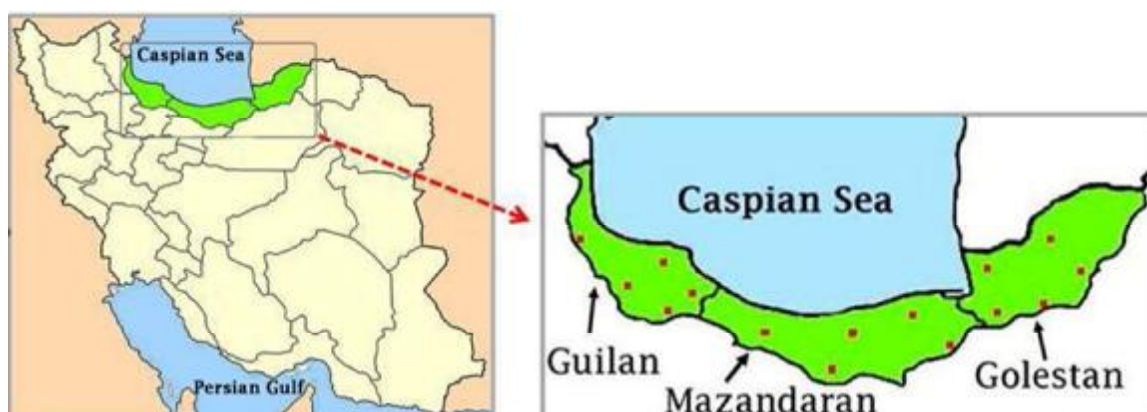 Caspian Sea
Persian Gulf
Caspian Sea
Guilan
Mazandaran
Golestan